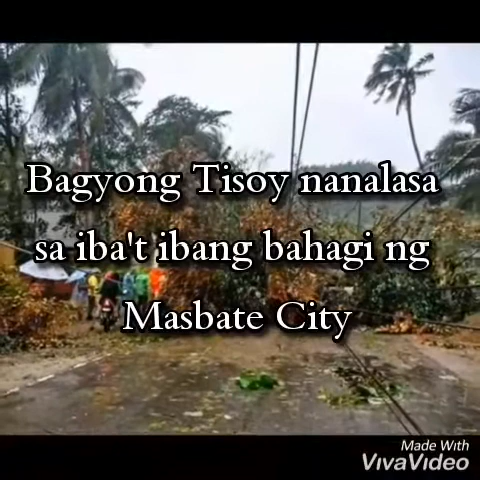 Bagyong Tisoy nanalasa
sa iba't ibang bahagi ng
Masbate City
Made With
VivaVideo